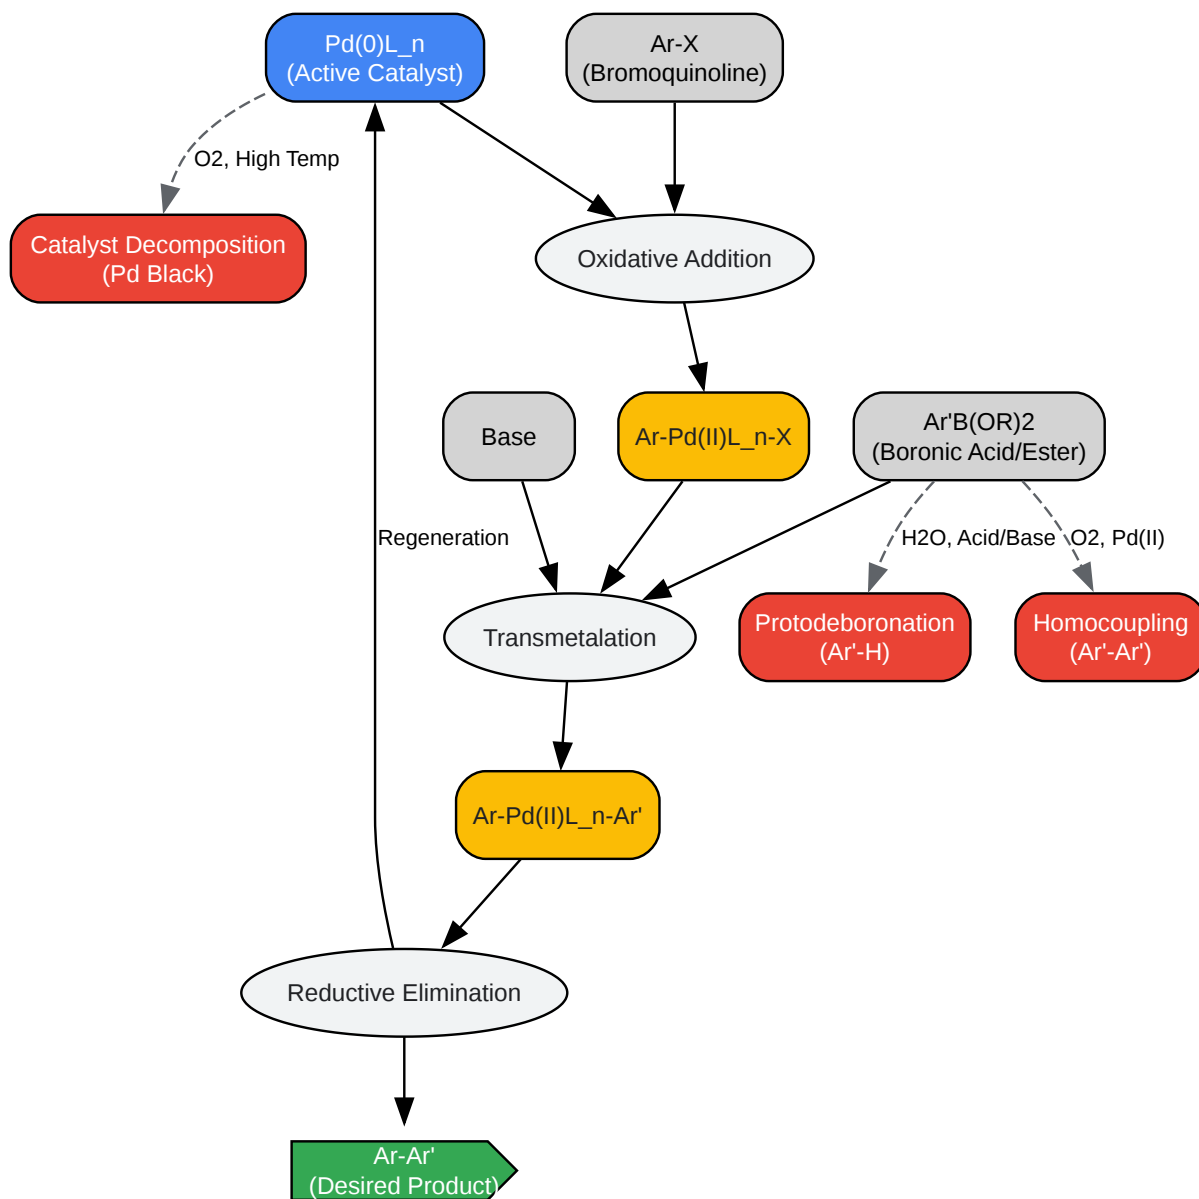 Pd(0)L_n
(Active Catalyst)
Ar-X
(Bromoquinoline)
O2, High Temp
Catalyst Decomposition
(Pd Black)
Oxidative Addition
Base
Ar-Pd(II)L_n-X
Ar'B(OR)2
(Boronic Acid/Ester)
Regeneration
H2O, Acid/Base
O2, Pd(II)
Transmetalation
Protodeboronation
(Ar'-H)
Homocoupling
(Ar'-Ar')
Ar-Pd(II)L_n-Ar'
Reductive Elimination
Ar-Ar'
(Desired Product)